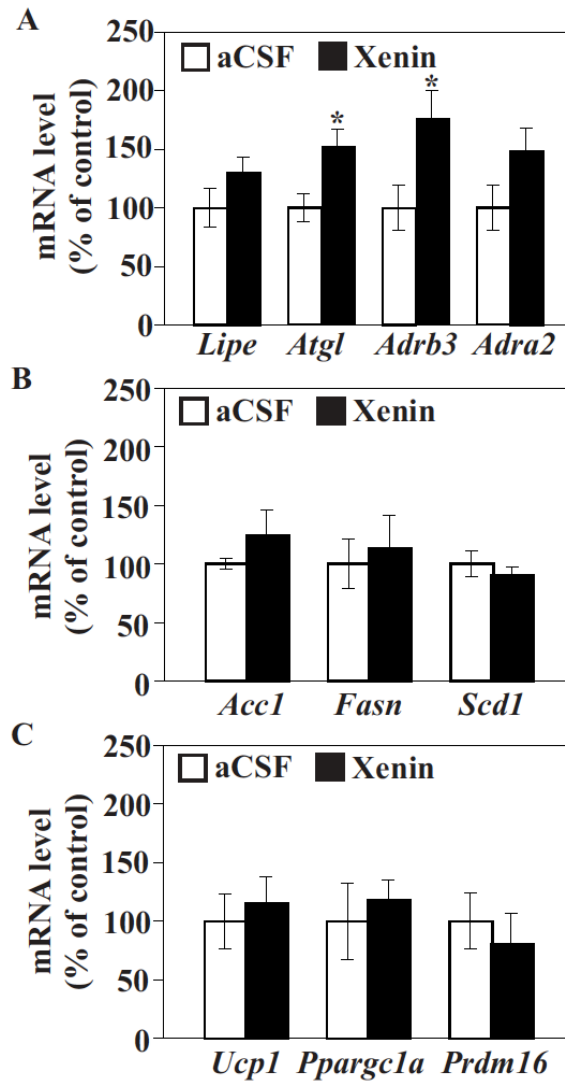 A
mRNA level
(% of control)
250
200
150
100
50
0
aCSF Xenin
*
*
Lipe Atgl Adrb3 Adra2
B
mRNA level
(% of control)
250
200
150
100
50
0
aCSF Xenin
Acc1 Fasn Scd1
C
mRNA level
(% of control)
250
200
150
100
50
0
aCSF Xenin
Ucp1 Ppargc1a Prdm16